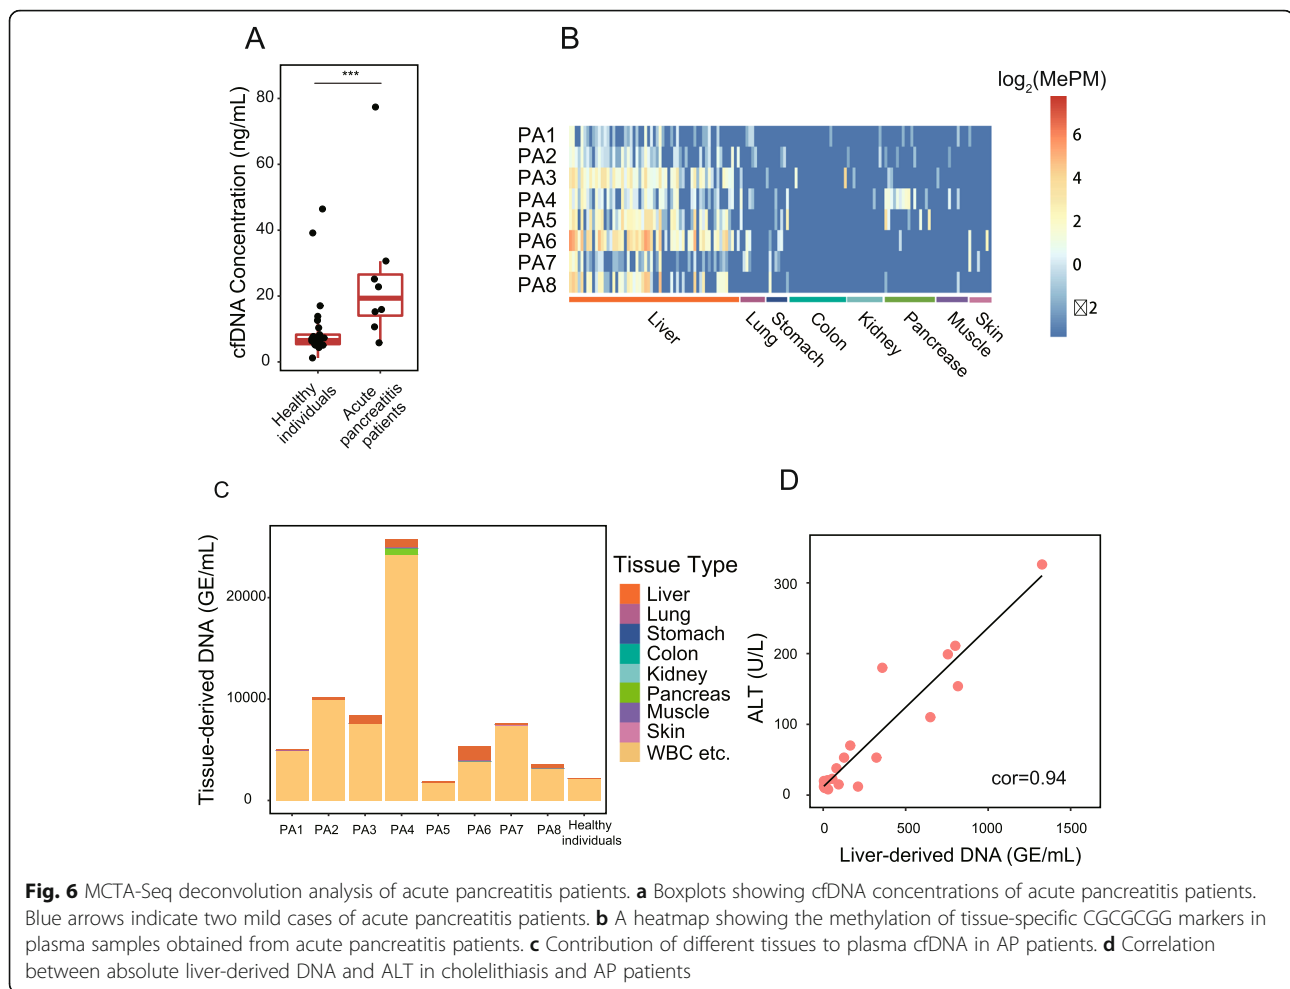 A
cfDNA Concentration (ng/mL)
80
60
40
20
0
***
Healthy
individuals
Acute
pancreatitis
patients
B
log2(MePM)
6
4
2
0
2
PA1
PA2
PA3
PA4
PA5
PA6
PA7
PA8
Liver
Lung
Stomach
Colon
Kidney
Pancrease
Muscle
Skin
C
Tissue-derived DNA (GE/mL)
20000
10000
0
PA1
PA2
PA3
PA4
PA5
PA6
PA7
PA8
Healthy
individuals
Tissue Type
Liver
Lung
Stomach
Colon
Kidney
Pancreas
Muscle
Skin
WBC etc.
D
ALT (U/L)
300
200
100
0
cor=0.94
0
500
1000
1500
Liver-derived DNA (GE/mL)
Fig. 6 MCTA-Seq deconvolution analysis of acute pancreatitis patients. a Boxplots showing cfDNA concentrations of acute pancreatitis patients.
Blue arrows indicate two mild cases of acute pancreatitis patients. b A heatmap showing the methylation of tissue-specific CGCGCGG markers in
plasma samples obtained from acute pancreatitis patients. c Contribution of different tissues to plasma cfDNA in AP patients. d Correlation
between absolute liver-derived DNA and ALT in cholelithiasis and AP patients